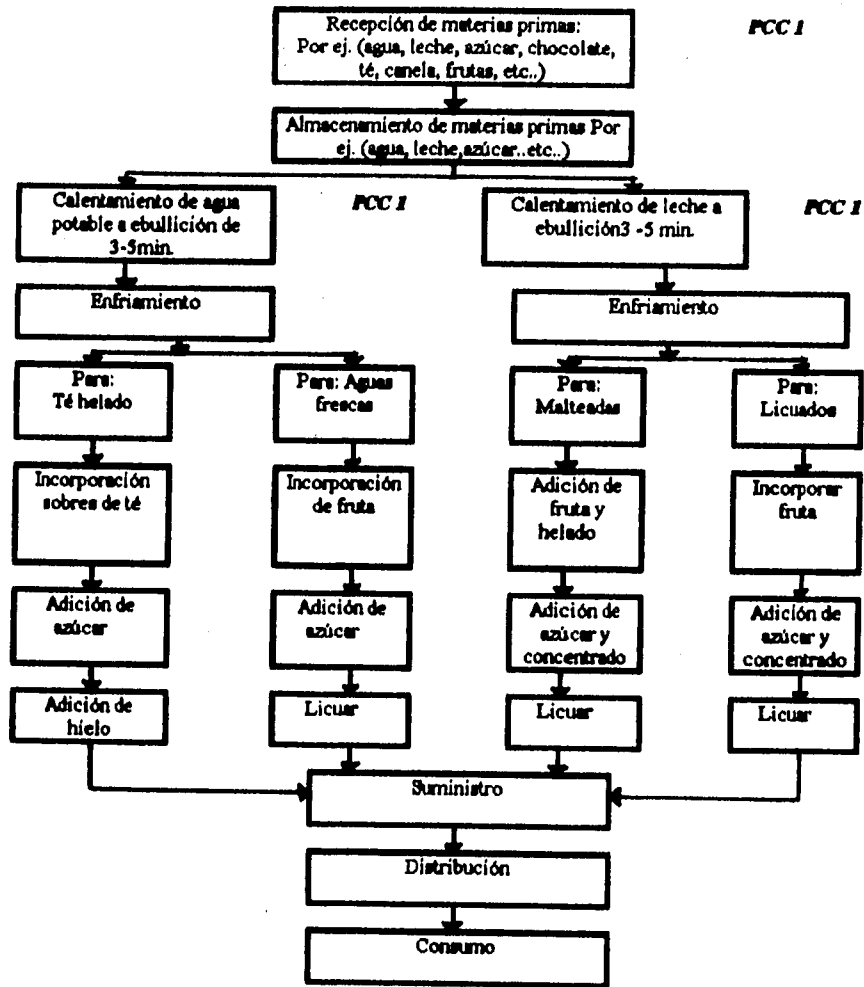 Recepción de materias primas:
Por ej. (agua, leche, azúcar, chocolate,
té, canela, frutas, etc..)
PCC 1
Almacenamiento de materias primas Por
ej. (agua, leche,azúcar..etc..)
Calentamiento de agua
potable a ebullición de
3-5min.
PCC 1
Calentamiento de leche a
ebullición3 -5 min.
PCC 1
Enfriamiento
Enfriamiento
Para:
Té helado
Para: Aguas
frescas
Para:
Malteadas
Para:
Licuados
Incorporación
sobres de té
Incorporación
de fruta
Adición de
fruta y
helado
Incorporar
fruta
Adición de
azúcar
Adición de
azúcar
Adición de
azúcar y
concentrado
Adición de
azúcar y
concentrado
Adición de
hielo
Licuar
Licuar
Licuar
Suministro
Distribución
Consumo